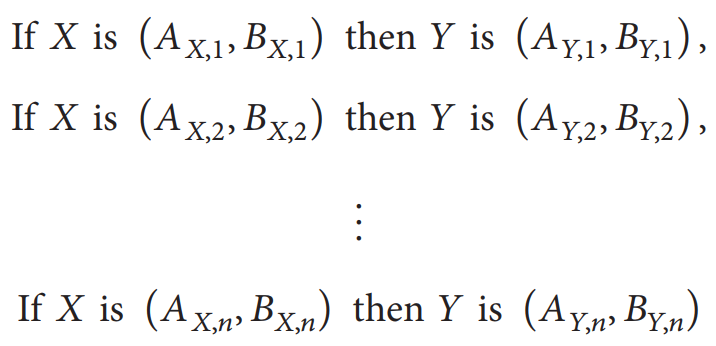 If X is (A_{X,1}, B_{X,1}) then Y is (A_{Y,1}, B_{Y,1}),
If X is (A_{X,2}, B_{X,2}) then Y is (A_{Y,2}, B_{Y,2}),
⋮
If X is (A_{X,n}, B_{X,n}) then Y is (A_{Y,n}, B_{Y,n})